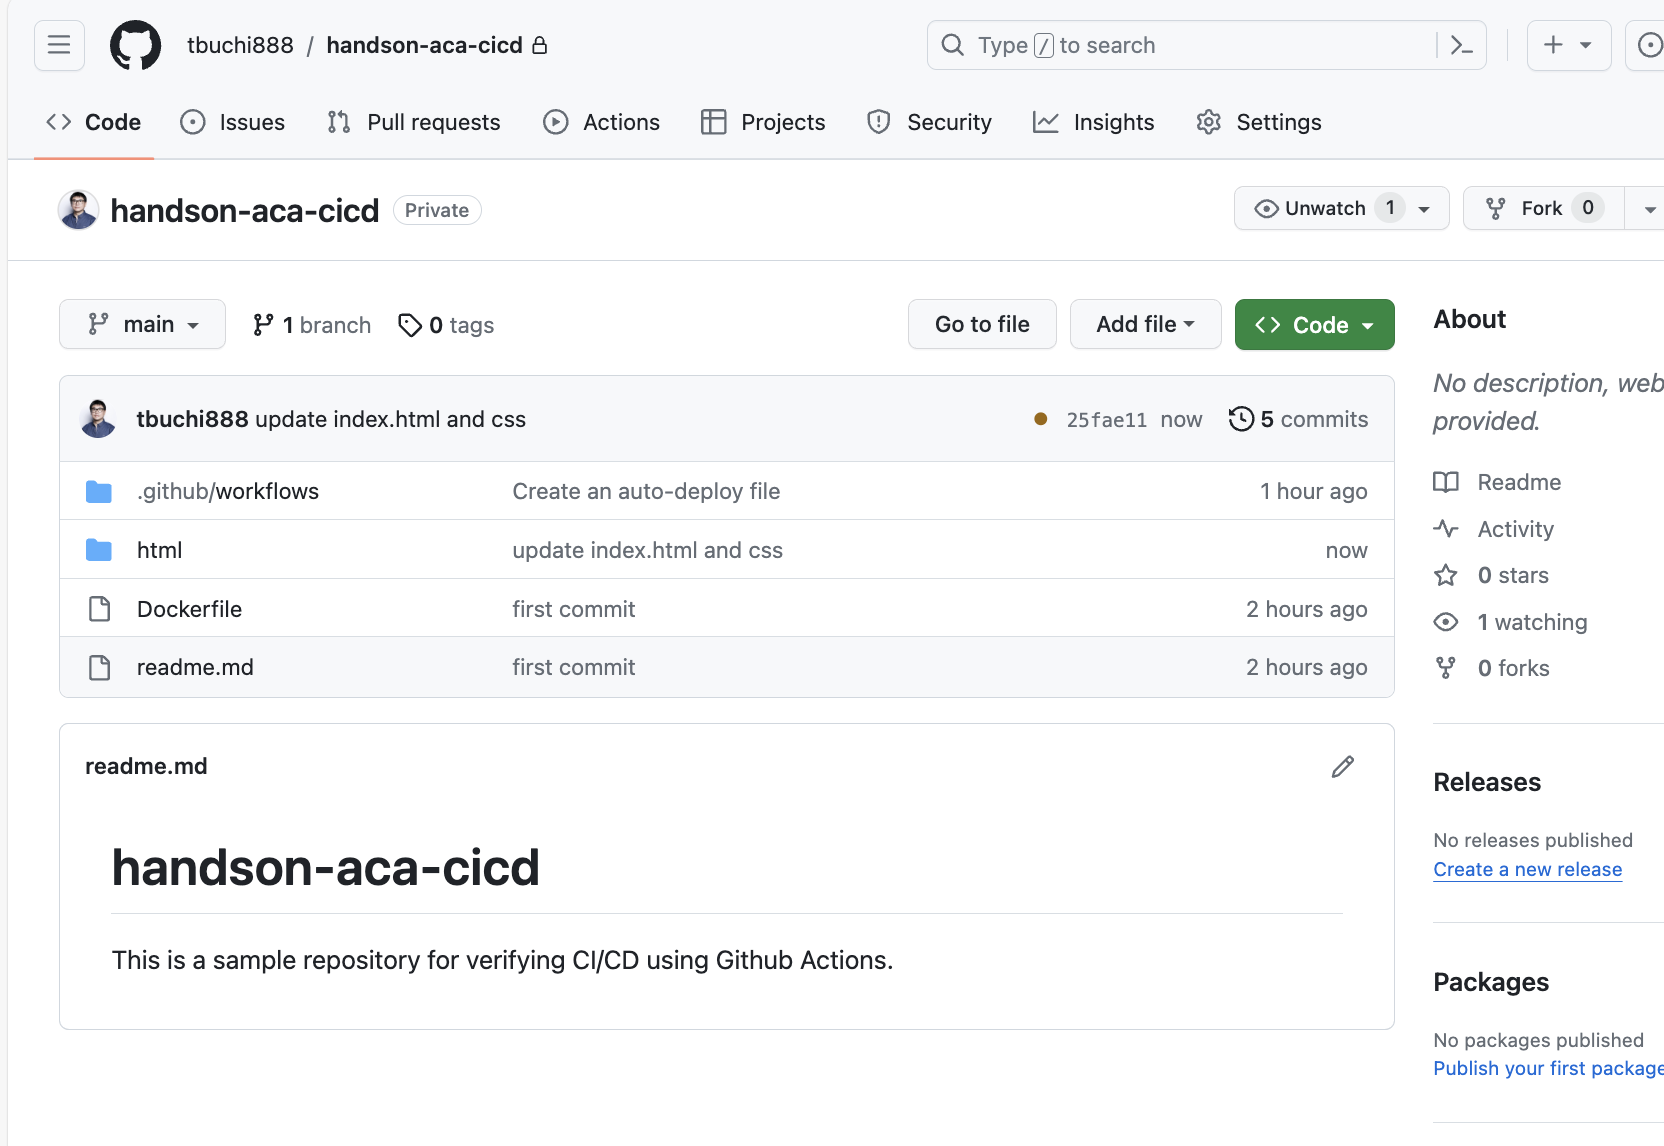 tbuchi888 / handson-aca-cicd
Type / to search
Code Issues Pull requests Actions Projects Security Insights Settings
handson-aca-cicd Private
Unwatch 1 Fork 0
main 1 branch 0 tags Go to file Add file Code
tbuchi888 update index.html and css 25fae11 now 5 commits
.github/workflows Create an auto-deploy file 1 hour ago
html update index.html and css now
Dockerfile first commit 2 hours ago
readme.md first commit 2 hours ago
readme.md
handson-aca-cicd
This is a sample repository for verifying CI/CD using Github Actions.
About
No description, web
provided.
Readme
Activity
0 stars
1 watching
0 forks
Releases
No releases published
Create a new release
Packages
No packages published
Publish your first package